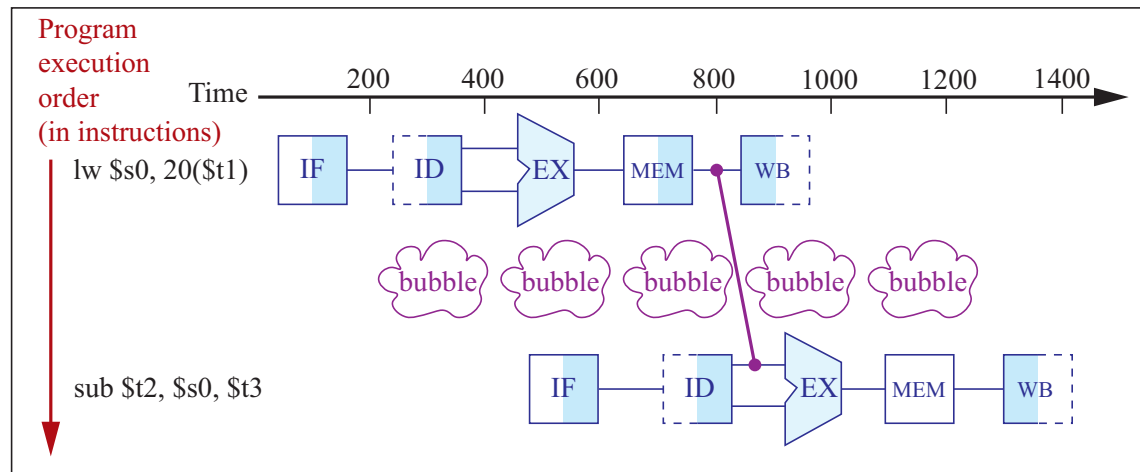 Program
execution
order
(in instructions)
Time
200 400 600 800 1000 1200 1400
lw $s0, 20($t1)
IF ID EX MEM WB
bubble bubble bubble bubble bubble
sub $t2, $s0, $t3
IF ID EX MEM WB